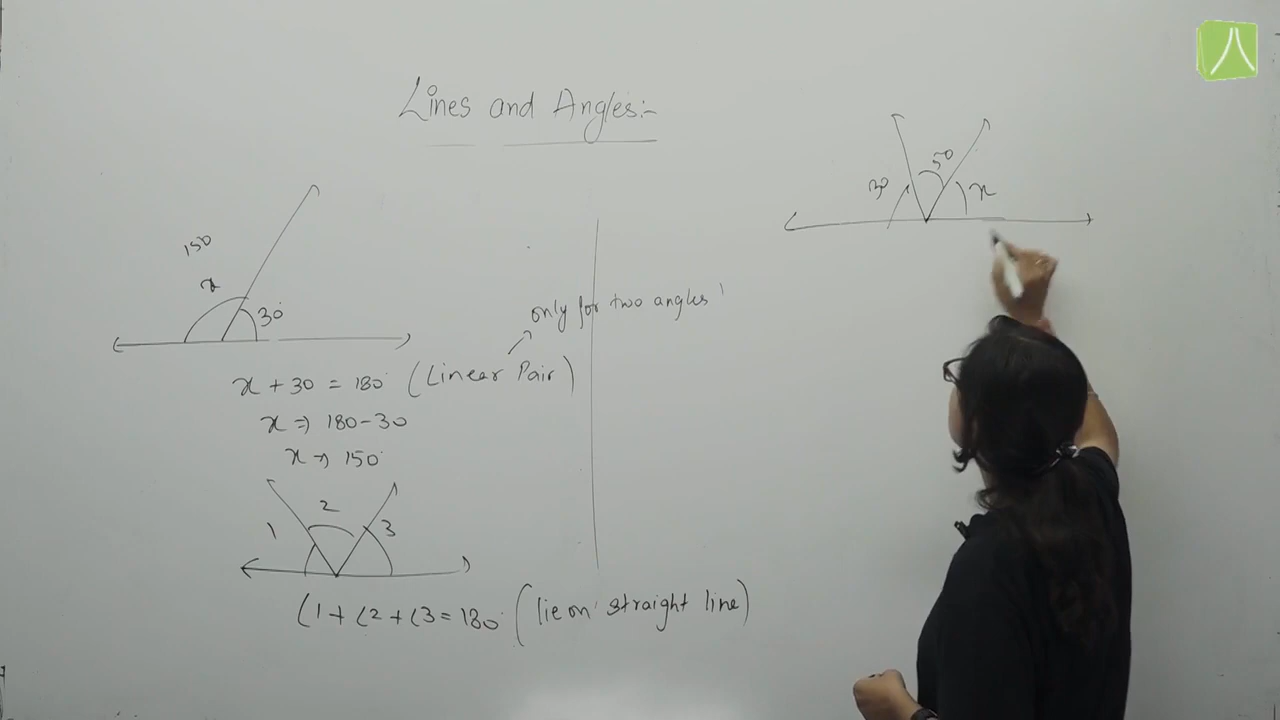 Lines and Angles:-
150
x
30°
x + 30 = 180° (Linear Pair)
only for two angles'
x => 180-30
x → 150°
1
2
3
∠1+∠2+∠3=180° (lie on straight line)
30
50
x